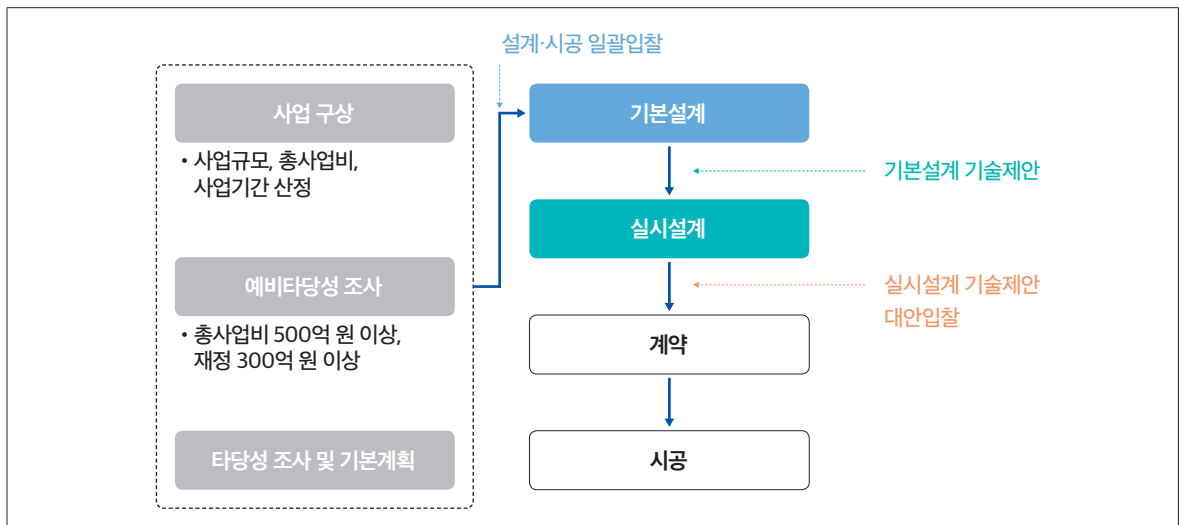 설계·시공 일괄입찰
사업 구상
• 사업규모, 총사업비,
사업기간 산정
예비타당성 조사
• 총사업비 500억 원 이상,
재정 300억 원 이상
타당성 조사 및 기본계획
기본설계
기본설계 기술제안
실시설계
실시설계 기술제안
대안입찰
계약
시공